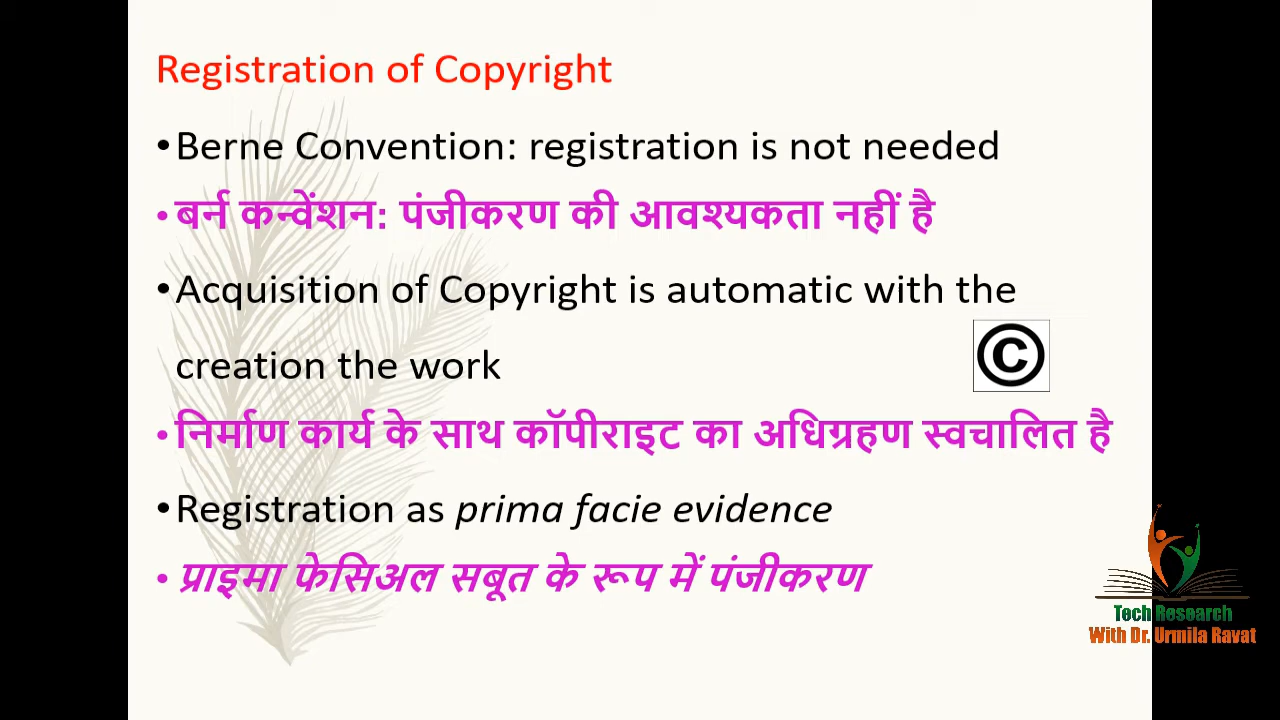 Registration of Copyright
•Berne Convention: registration is not needed
•बर्न कन्वेंशन: पंजीकरण की आवश्यकता नहीं है
•Acquisition of Copyright is automatic with the
creation the work
©
•निर्माण कार्य के साथ कॉपीराइट का अधिग्रहण स्वचालित है
•Registration as prima facie evidence
•प्राइमा फेसिअल सबूत के रूप में पंजीकरण
Tech Research
With Dr. Urmila Ravat